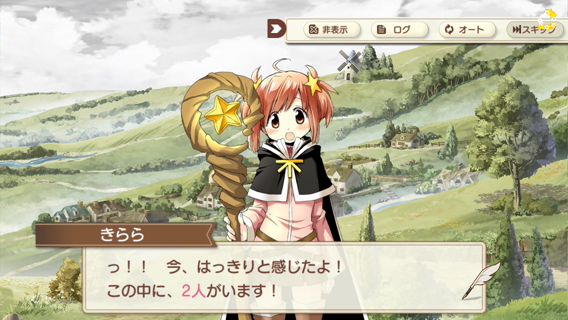 非表示
ログ
オート
スキップ
きらら
っ！！　今、はっきりと感じたよ！
この中に、2人がいます！